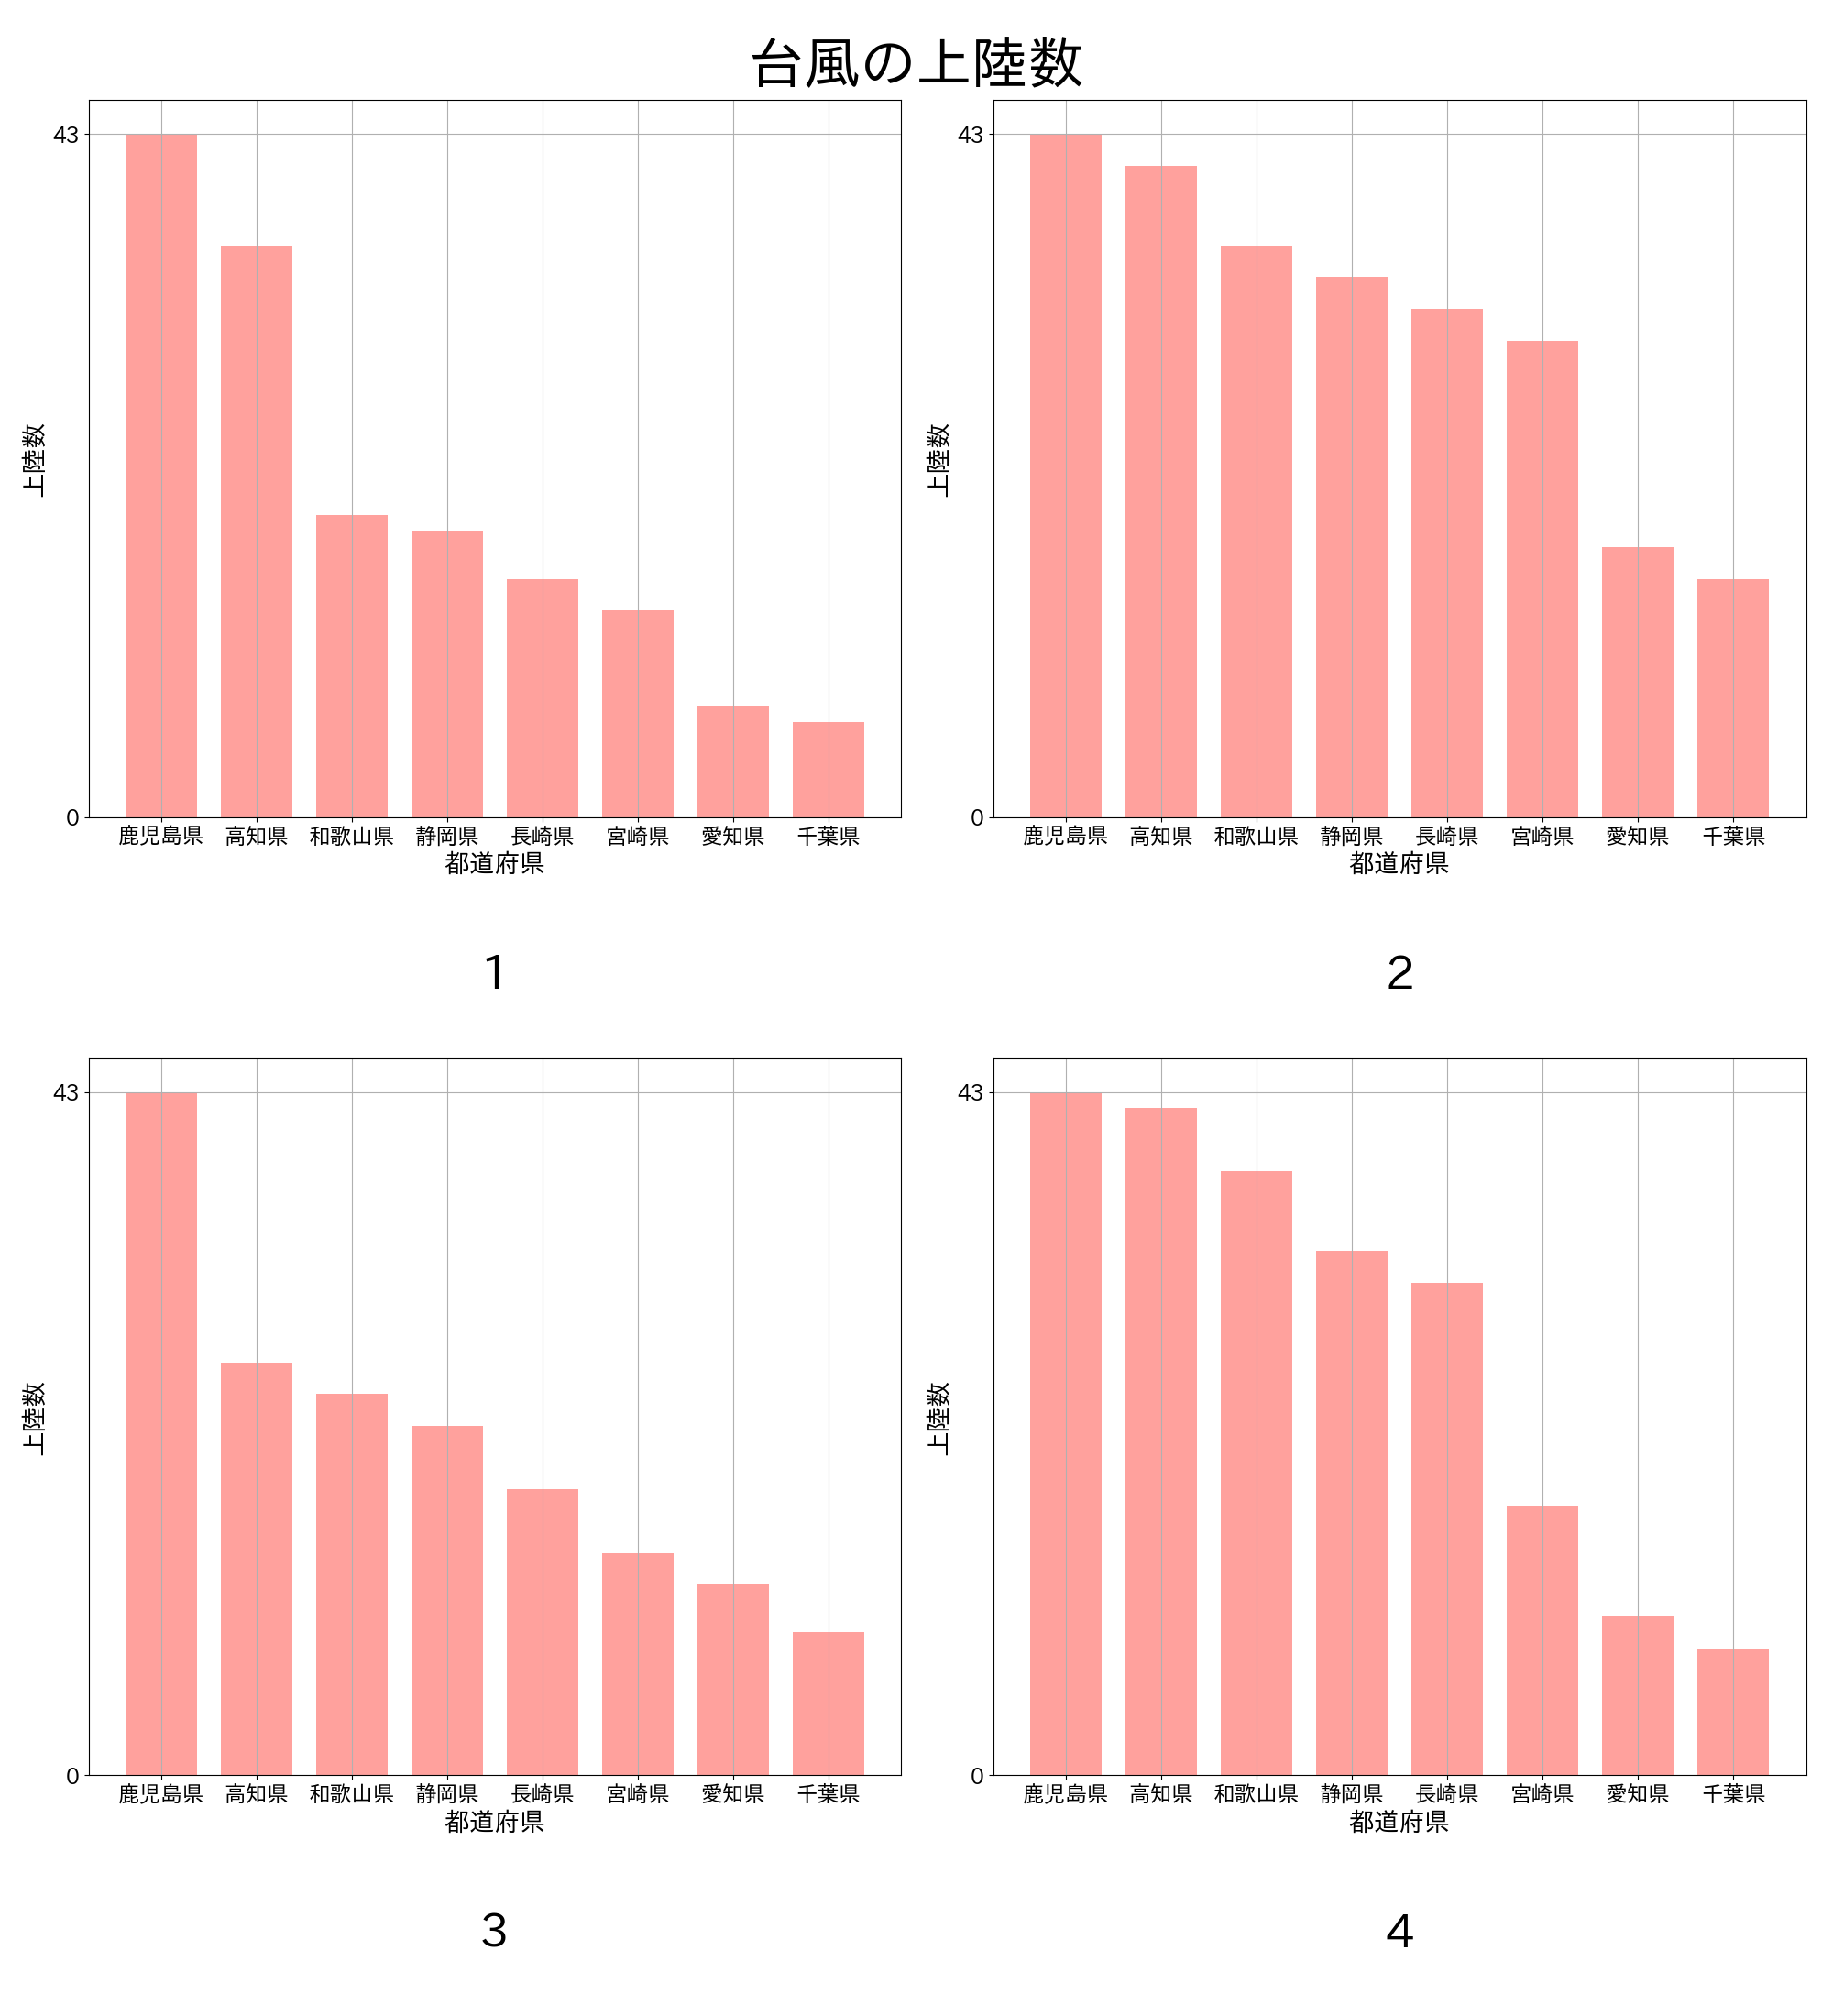 台風の上陸数
43
0
上陸数
鹿児島県 高知県 和歌山県 静岡県 長崎県 宮崎県 愛知県 千葉県
都道府県
1
43
0
上陸数
鹿児島県 高知県 和歌山県 静岡県 長崎県 宮崎県 愛知県 千葉県
都道府県
2
43
0
上陸数
鹿児島県 高知県 和歌山県 静岡県 長崎県 宮崎県 愛知県 千葉県
都道府県
3
43
0
上陸数
鹿児島県 高知県 和歌山県 静岡県 長崎県 宮崎県 愛知県 千葉県
都道府県
4